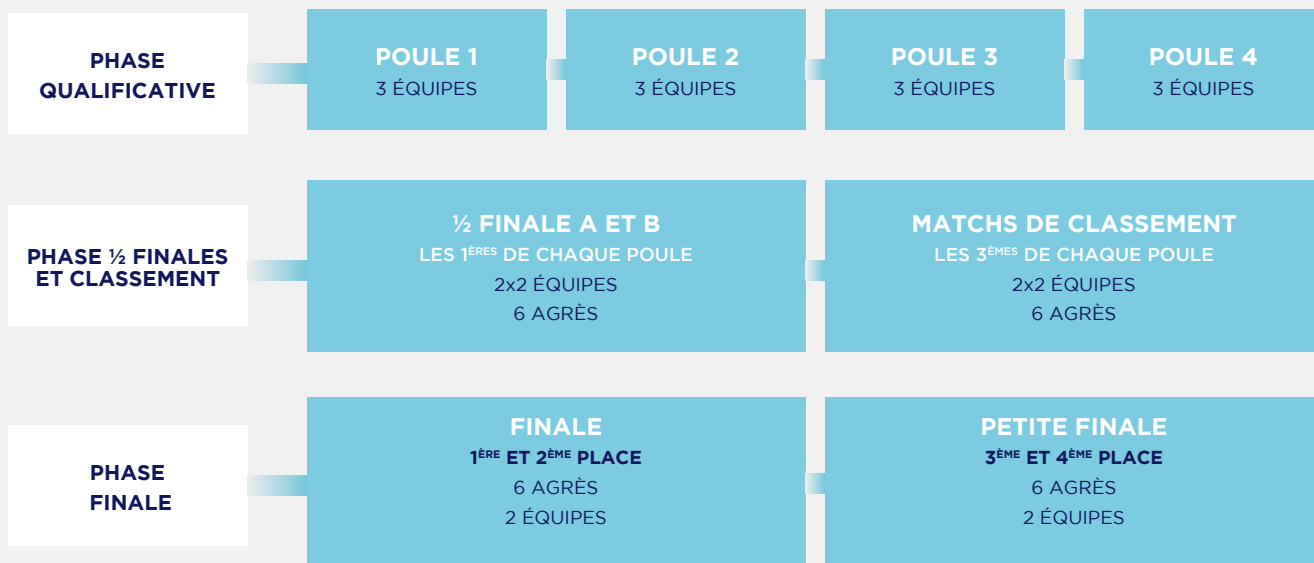 PHASE
QUALIFICATIVE
POULE 1
3 ÉQUIPES
POULE 2
3 ÉQUIPES
POULE 3
3 ÉQUIPES
POULE 4
3 ÉQUIPES
PHASE ½ FINALES
ET CLASSEMENT
½ FINALE A ET B
LES 1ÈRES DE CHAQUE POULE
2x2 ÉQUIPES
6 AGRÈS
MATCHS DE CLASSEMENT
LES 3ÈMES DE CHAQUE POULE
2x2 ÉQUIPES
6 AGRÈS
PHASE
FINALE
FINALE
1ÈRE ET 2ÈME PLACE
6 AGRÈS
2 ÉQUIPES
PETITE FINALE
3ÈME ET 4ÈME PLACE
6 AGRÈS
2 ÉQUIPES